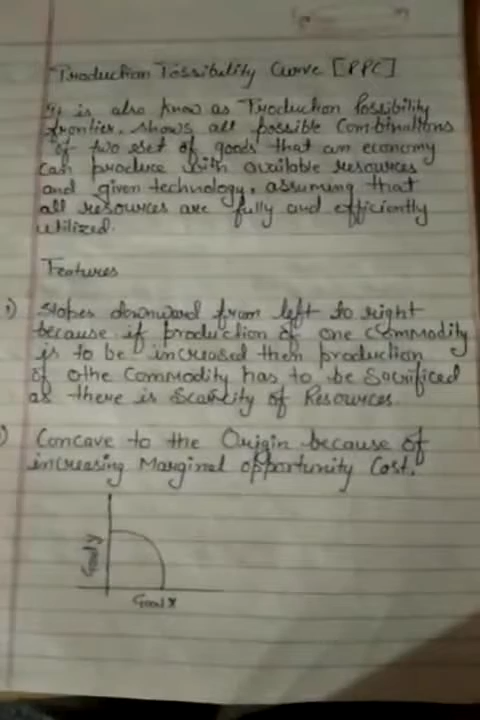 Production Possibility Curve [PPC]
It is also know as Production Possibility
frontier, shows all possible Combinations
of two set of goods that an economy
Can produce with available resources
and given technology, assuming that
all resources are fully and efficiently
utilized.
Features
1) slopes downward from left to right
because if production of one Commodity
is to be increased then production
of othe Commodity has to be Sacrificed
as there is Scarcity of Resources.
) Concave to the Origin because of
increasing Marginal opportunity Cost.
Good y
Good x